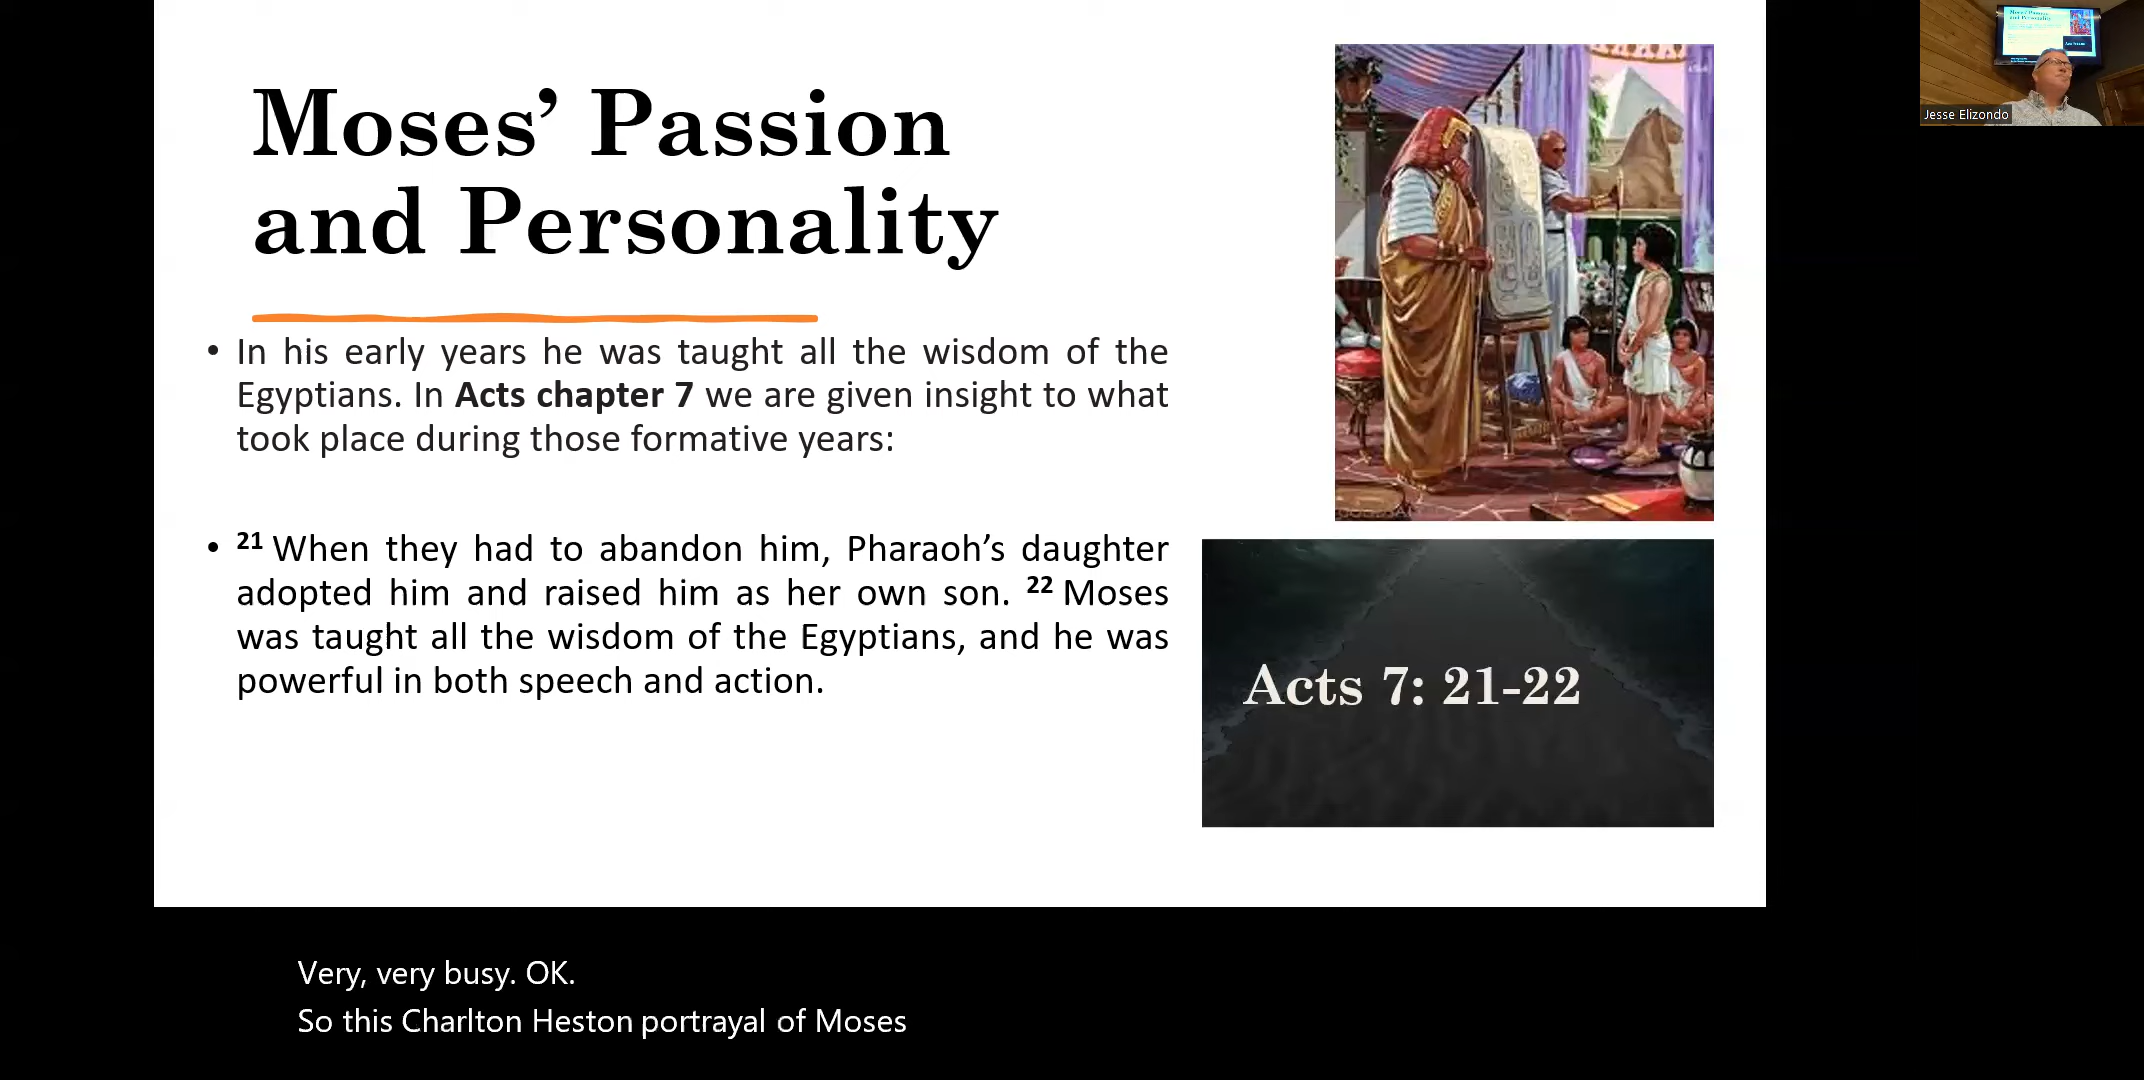 Moses’ Passion
and Personality
• In his early years he was taught all the wisdom of the
Egyptians. In Acts chapter 7 we are given insight to what
took place during those formative years:
• 21 When they had to abandon him, Pharaoh’s daughter
adopted him and raised him as her own son. 22 Moses
was taught all the wisdom of the Egyptians, and he was
powerful in both speech and action.
Acts 7: 21-22
Jesse Elizondo
Very, very busy. OK.
So this Charlton Heston portrayal of Moses